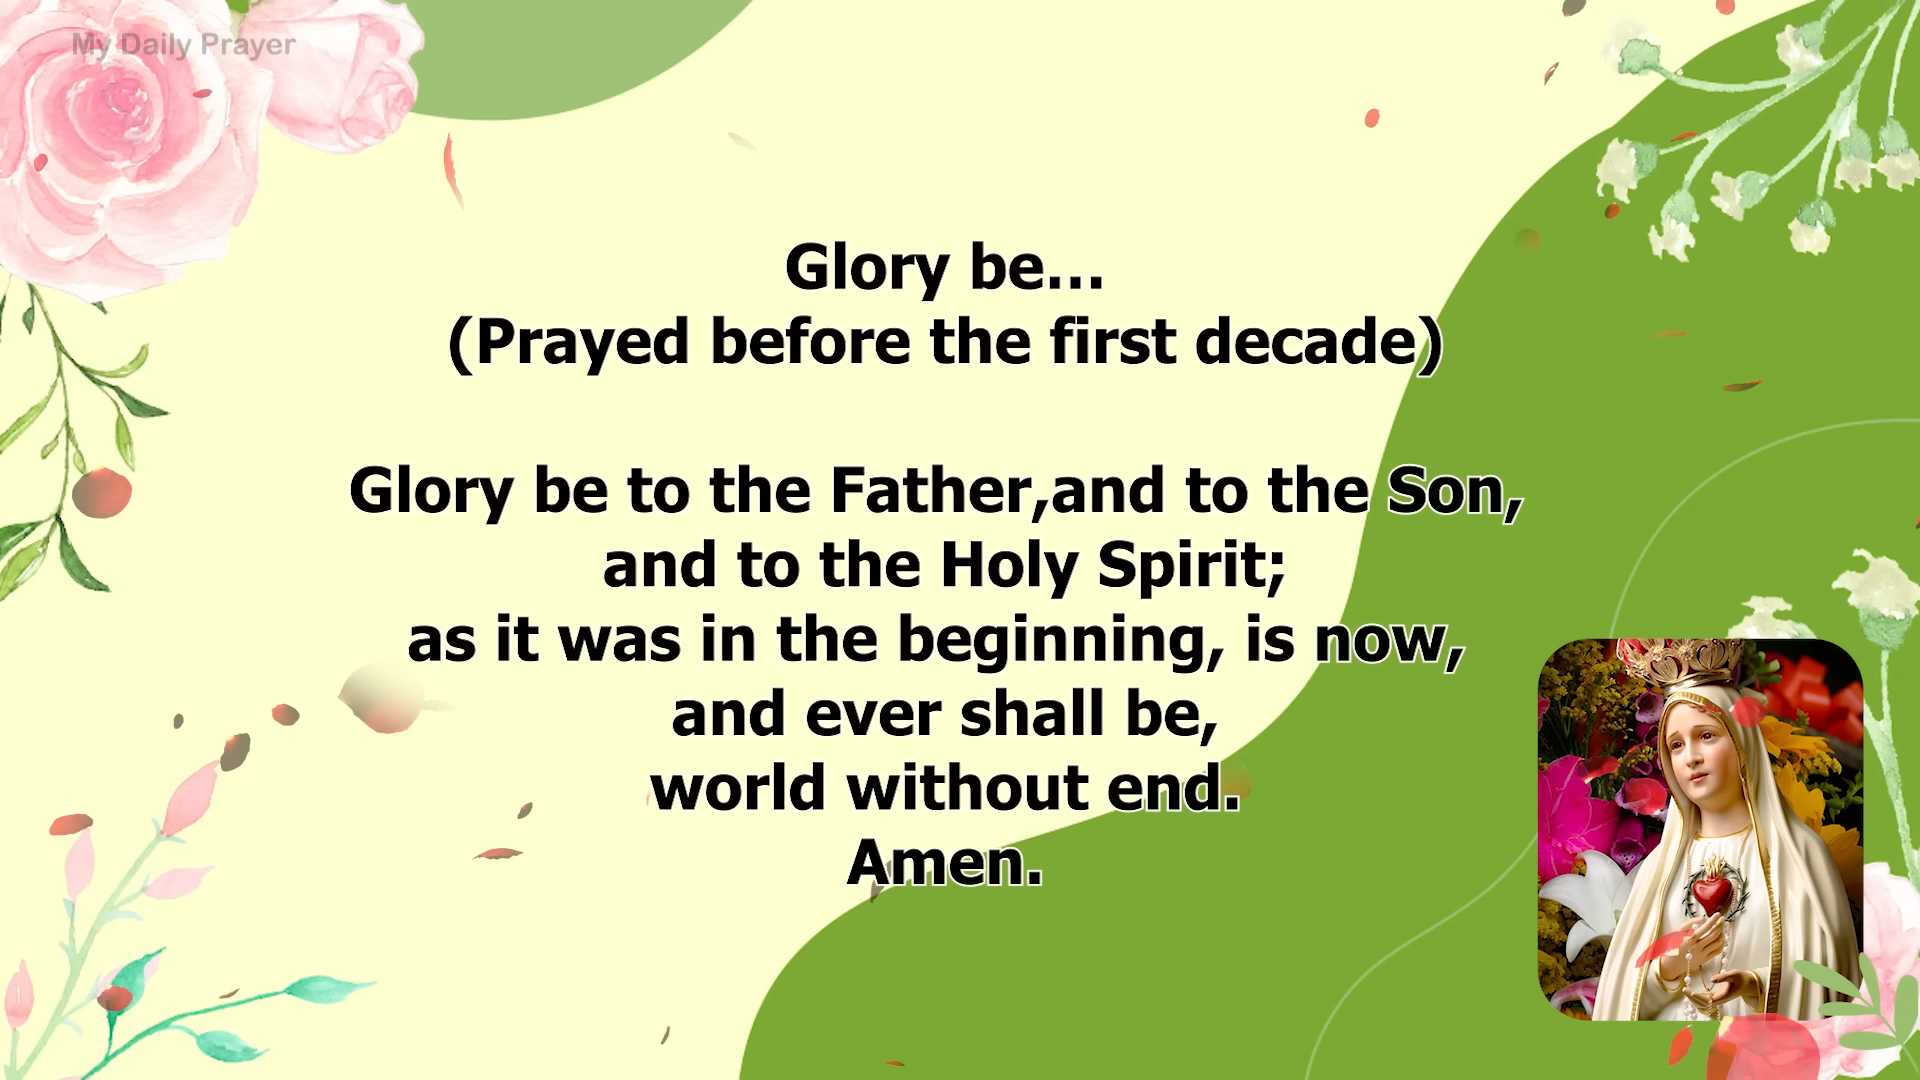 My Daily Prayer
Glory be...
(Prayed before the first decade)
Glory be to the Father,and to the Son,
and to the Holy Spirit;
as it was in the beginning, is now,
and ever shall be,
world without end.
Amen.